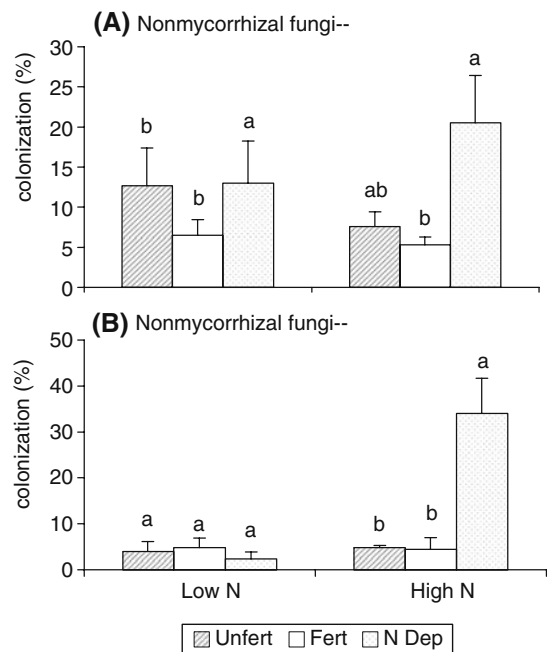 (A) Nonmycorrhizal fungi--
colonization (%)
30
25
20
15
10
5
0
b
b
a
ab
b
a
(B) Nonmycorrhizal fungi--
colonization (%)
50
40
30
20
10
0
a
a
a
b
b
a
Low N
High N
Unfert
Fert
N Dep